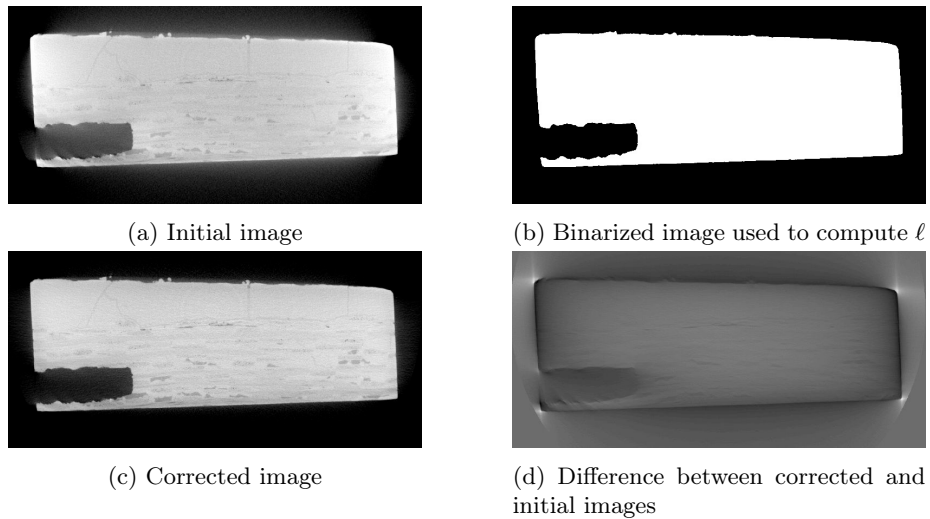 (a) Initial image
(b) Binarized image used to compute ℓ
(c) Corrected image
(d) Difference between corrected and
initial images